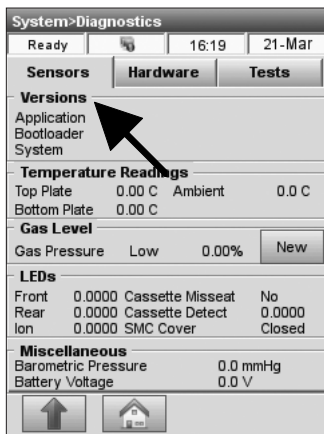 System>Diagnostics
Ready 16:19 21-Mar
Sensors Hardware Tests
Versions
Application
Bootloader
System
Temperature Readings
Top Plate 0.00 C Ambient 0.0 C
Bottom Plate 0.00 C
Gas Level
Gas Pressure Low 0.00% New
LEDs
Front 0.0000 Cassette Misseat No
Rear 0.0000 Cassette Detect 0.0000
Ion 0.0000 SMC Cover Closed
Miscellaneous
Barometric Pressure 0.0 mmHg
Battery Voltage 0.0 V